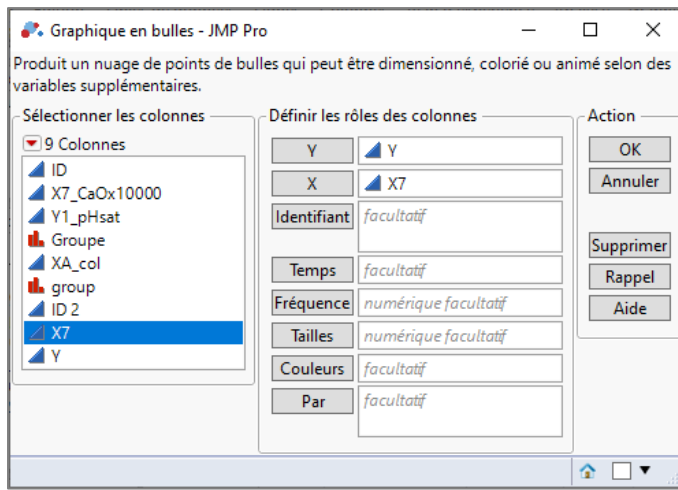 Graphique en bulles - JMP Pro
Produit un nuage de points de bulles qui peut être dimensionné, colorié ou animé selon des
variables supplémentaires.
Sélectionner les colonnes
9 Colonnes
ID
X7_CaOx10000
Y1_pHsat
Groupe
XA_col
group
ID 2
X7
Y
Définir les rôles des colonnes
Y Y
X X7
Identifiant facultatif
Temps facultatif
Fréquence numérique facultatif
Tailles numérique facultatif
Couleurs facultatif
Par facultatif
Action
OK
Annuler
Supprimer
Rappel
Aide